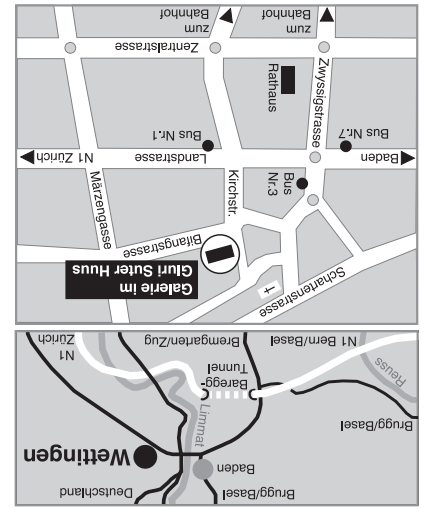 Brugg/Basel
Deutschland
Baden
Wettingen
Brugg/Basel
Limmat
Reuss
Baregg-
Tunnel
N1 Bern/Basel
Bremgarten/Zug
N1
Zürich
Schartenstrasse
Galerie im
Gluri Suter Huus
Bifangstrasse
Märzengasse
Kirchstr.
Bus
Nr.3
Baden
Landstrasse
N1 Zürich
Bus Nr.7
Bus Nr.1
Zwyssigstrasse
Rathaus
Zentralstrasse
zum
Bahnhof
zum
Bahnhof